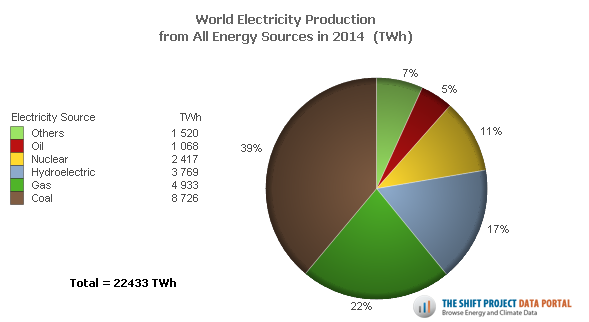 World Electricity Production
from All Energy Sources in 2014 (TWh)
Electricity Source TWh
Others 1 520
Oil 1 068
Nuclear 2 417
Hydroelectric 3 769
Gas 4 933
Coal 8 726
7%
5%
11%
17%
22%
39%
Total = 22433 TWh
THE SHIFT PROJECT DATA PORTAL
Browse Energy and Climate Data